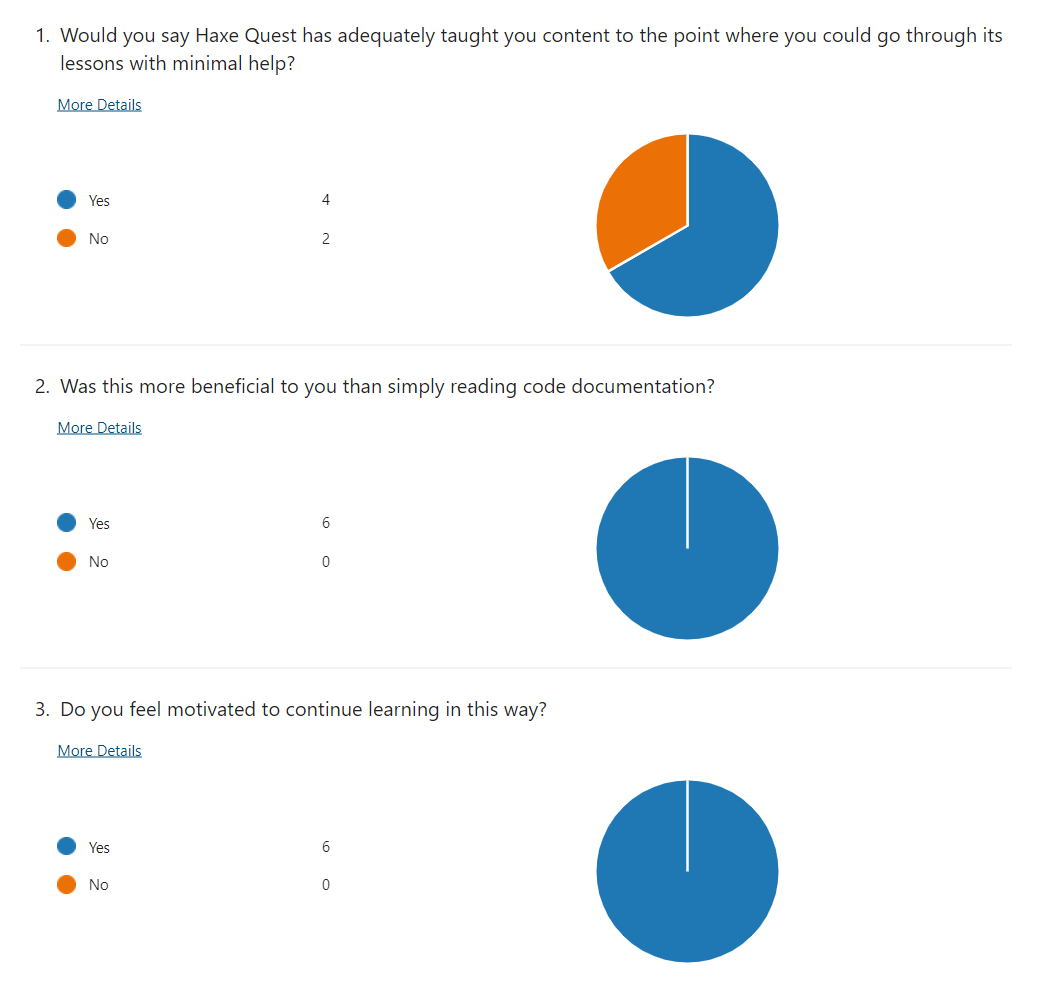 1. Would you say Haxe Quest has adequately taught you content to the point where you could go through its
lessons with minimal help?
More Details
Yes 4
No 2
2. Was this more beneficial to you than simply reading code documentation?
More Details
Yes 6
No 0
3. Do you feel motivated to continue learning in this way?
More Details
Yes 6
No 0